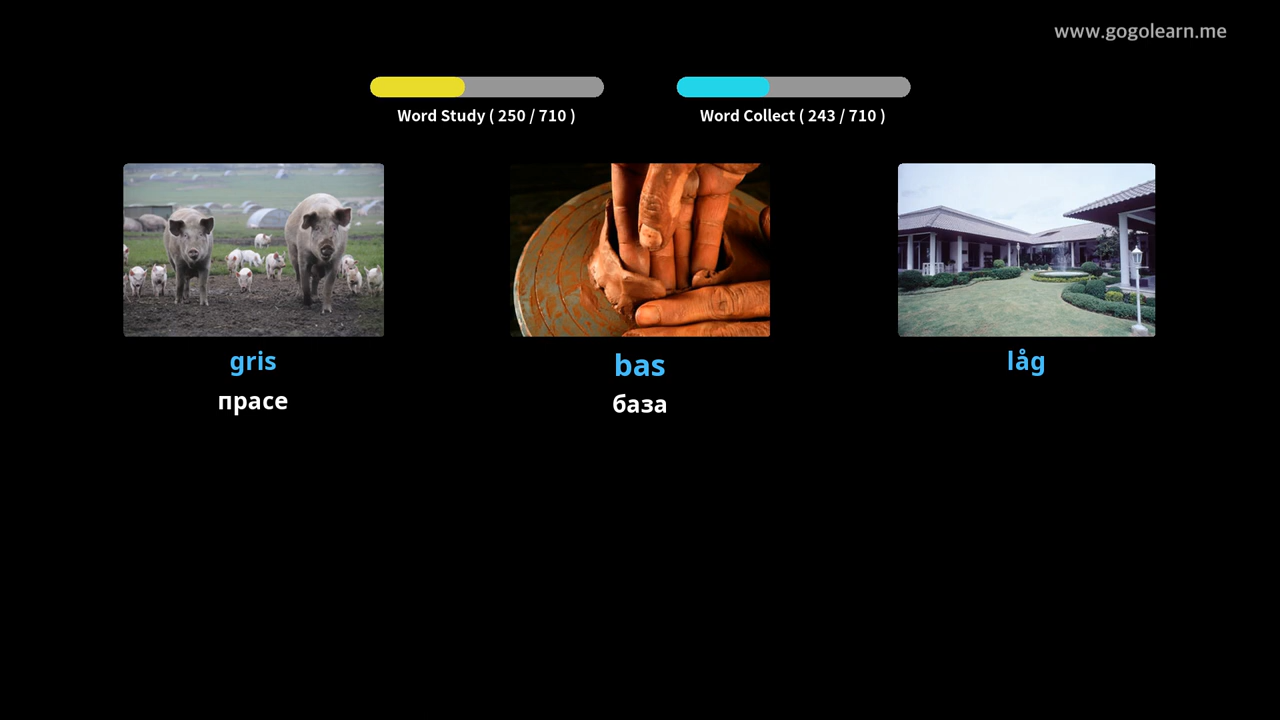 www.gogolearn.me
Word Study ( 250 / 710 )
Word Collect ( 243 / 710 )
gris
bas
låg
прасе
база